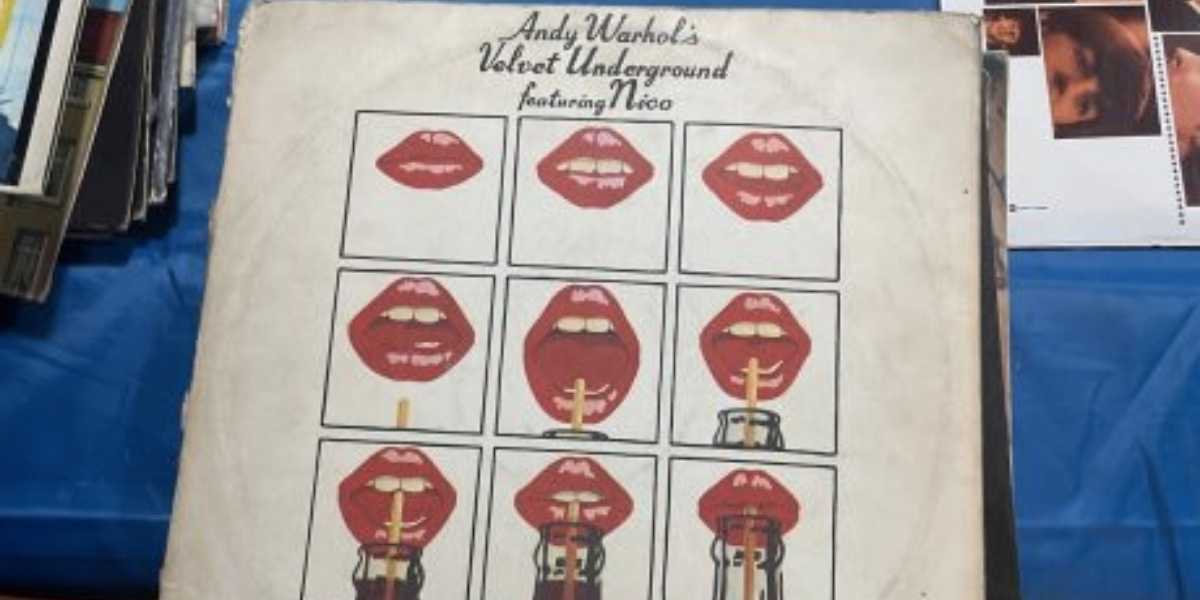 Andy Warhol's
Velvet Underground
featuring Nico